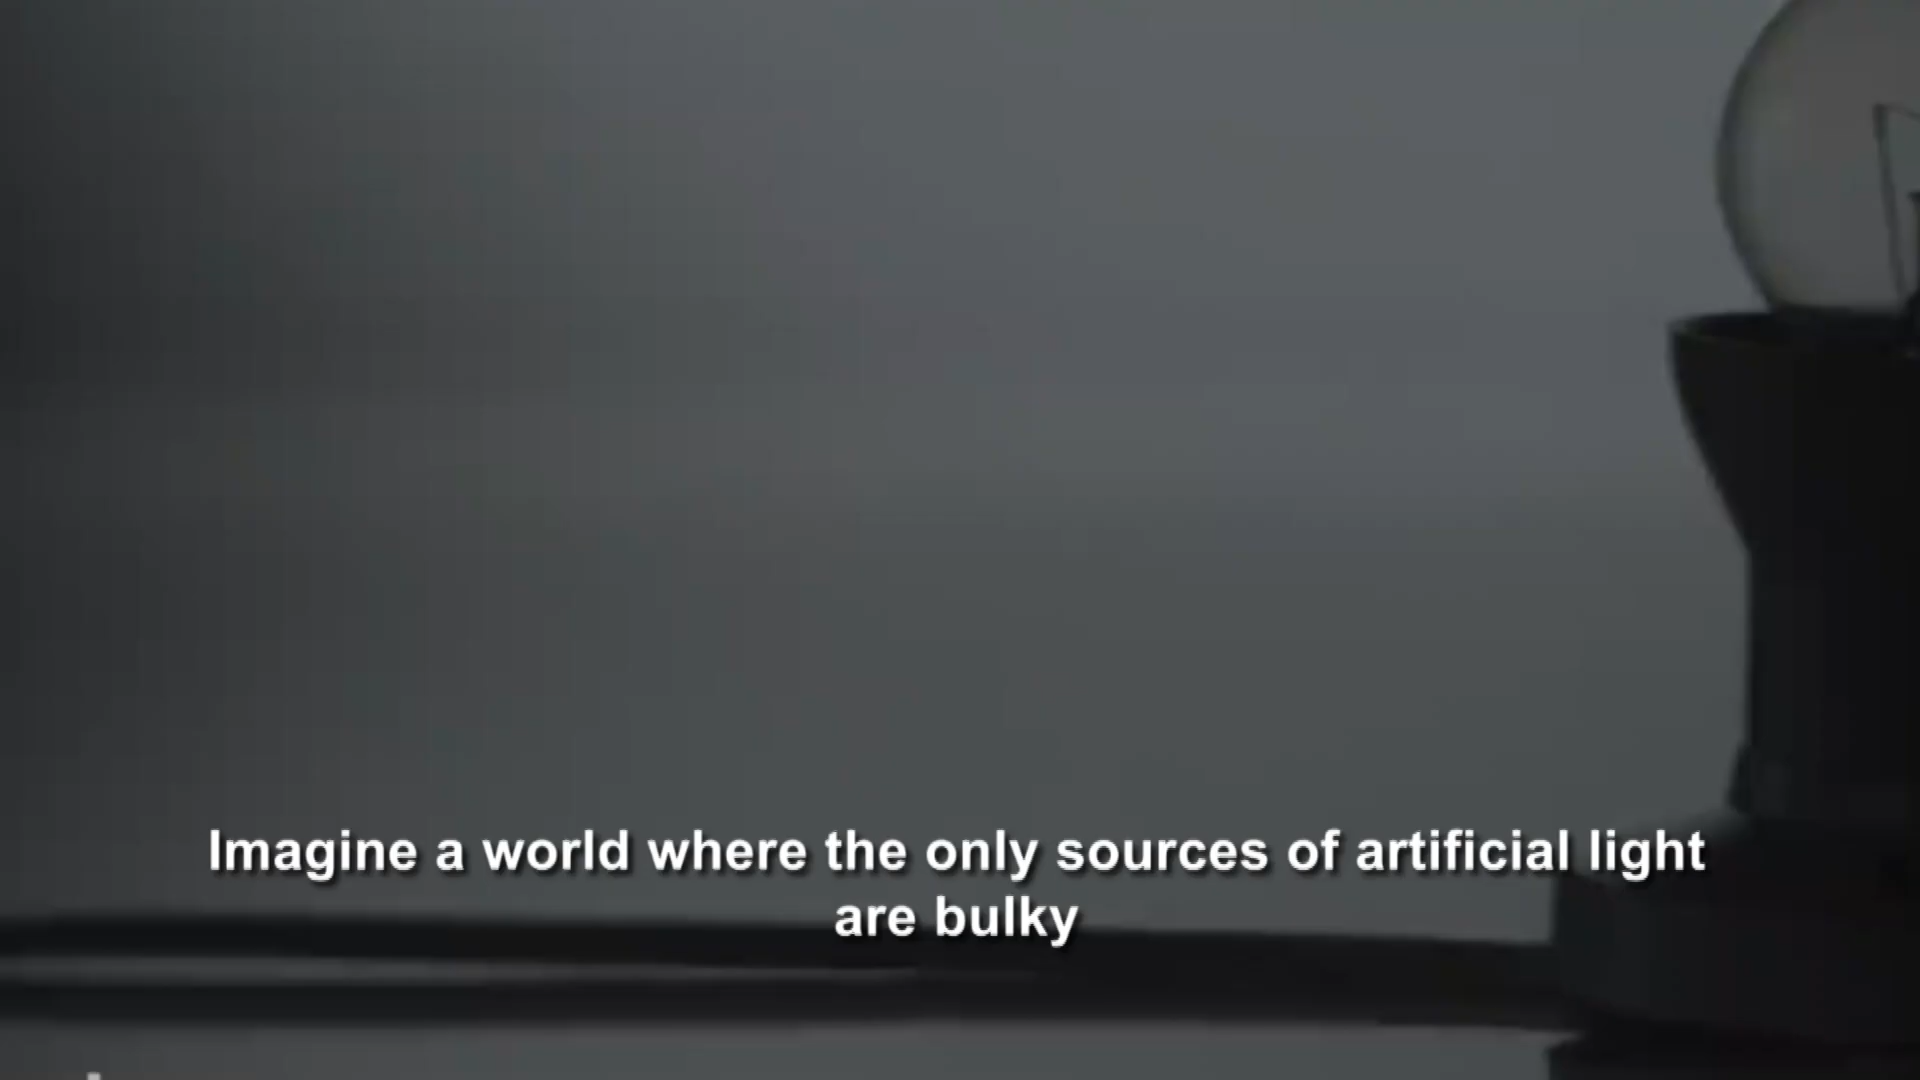 Imagine a world where the only sources of artificial light
are bulky